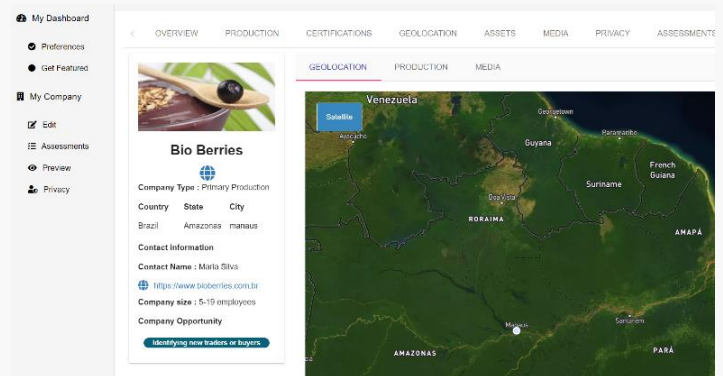 My Dashboard
Preferences
Get Featured
My Company
Edit
Assessments
Preview
Privacy
OVERVIEW PRODUCTION CERTIFICATIONS GEOLOCATION ASSETS MEDIA PRIVACY ASSESSMENTS
Bio Berries
Company Type : Primary Production
Country State City
Brazil Amazonas manaus
Contact Information
Contact Name : Maria Silva
https://www.bioberries.com.br
Company size : 5-19 employees
Company Opportunity
Identifying new traders or buyers
GEOLOCATION PRODUCTION MEDIA
Satellite
Venezuela
Georgetown
Ayacucho
Paramaribo
Guyana
French
Guiana
Suriname
Boa Vista
RORAIMA
AMAPÁ
Manaus
Santarém
AMAZONAS
PARÁ